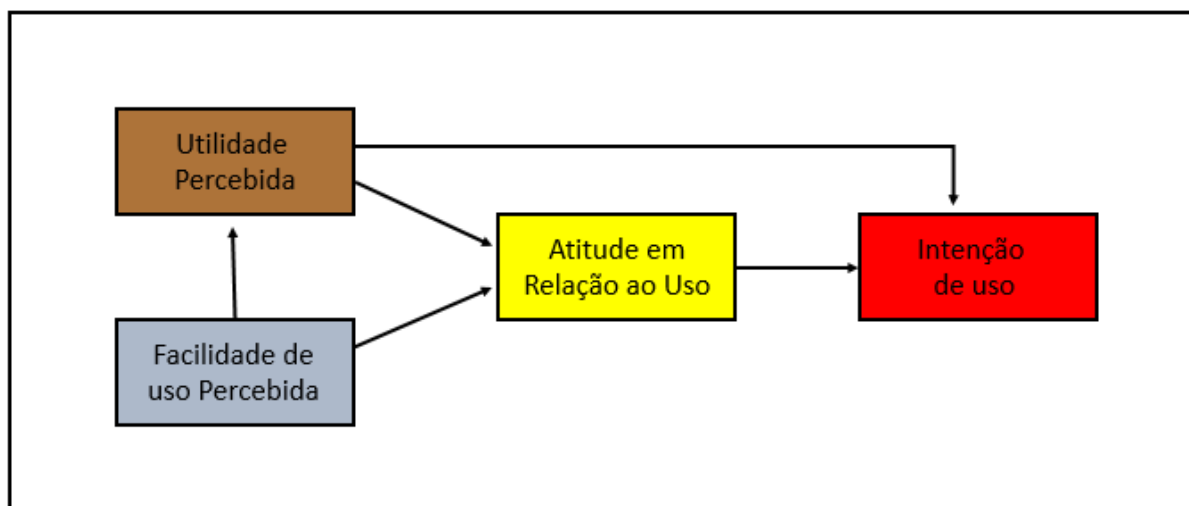 Utilidade
Percebida
Atitude em
Relação ao Uso
Intenção
de uso
Facilidade de
uso Percebida